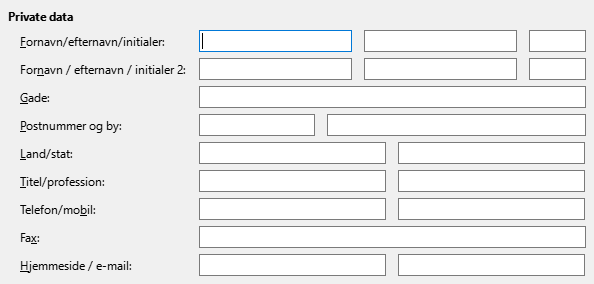 Private data
Fornavn/efternavn/initialer:
Fornavn / efternavn / initialer 2:
Gade:
Postnummer og by:
Land/stat:
Titel/profession:
Telefon/mobil:
Fax:
Hjemmeside / e-mail: